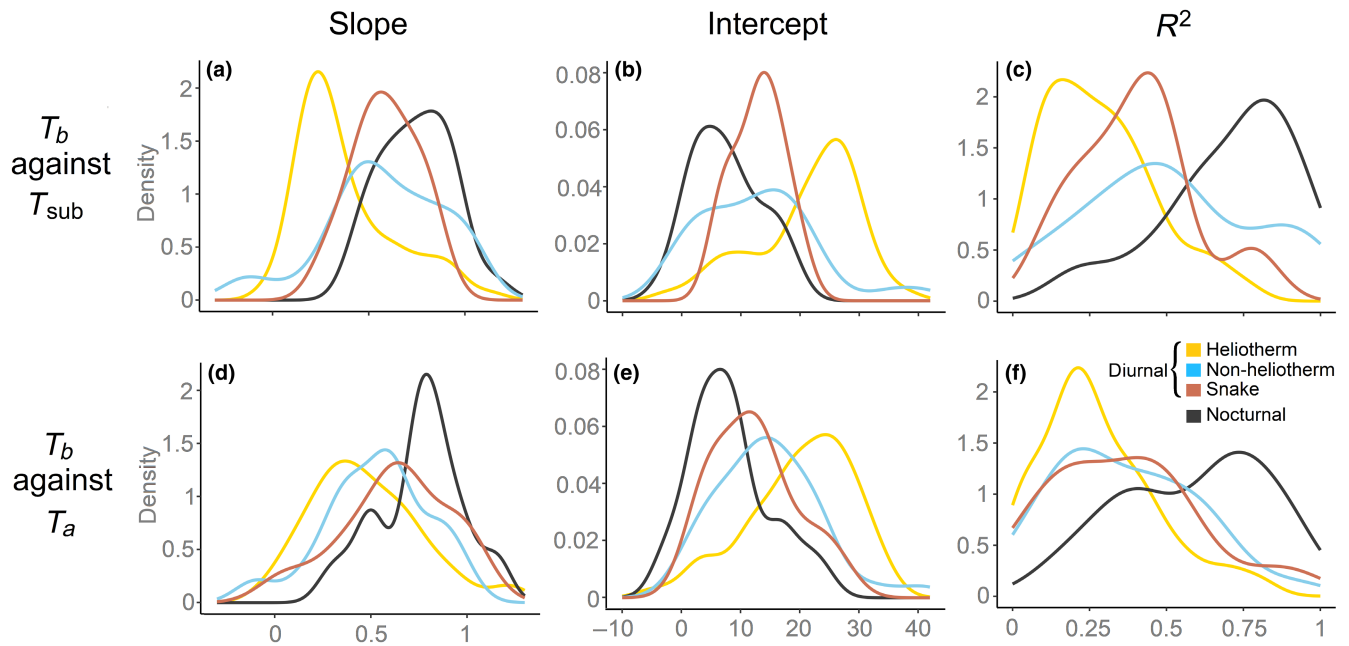 Slope Intercept R²
(a) (b) (c)
T_b against T_sub
Density
2
1.5
1
0.5
0
0.08
0.06
0.04
0.02
0
2
1.5
1
0.5
0
(d) (e) (f)
T_b against T_a
Density
2
1.5
1
0.5
0
0.08
0.06
0.04
0.02
0
2
1.5
1
0.5
0
Diurnal
Heliotherm
Non-heliotherm
Snake
Nocturnal
0 0.5 1
–10 0 10 20 30 40
0 0.25 0.5 0.75 1